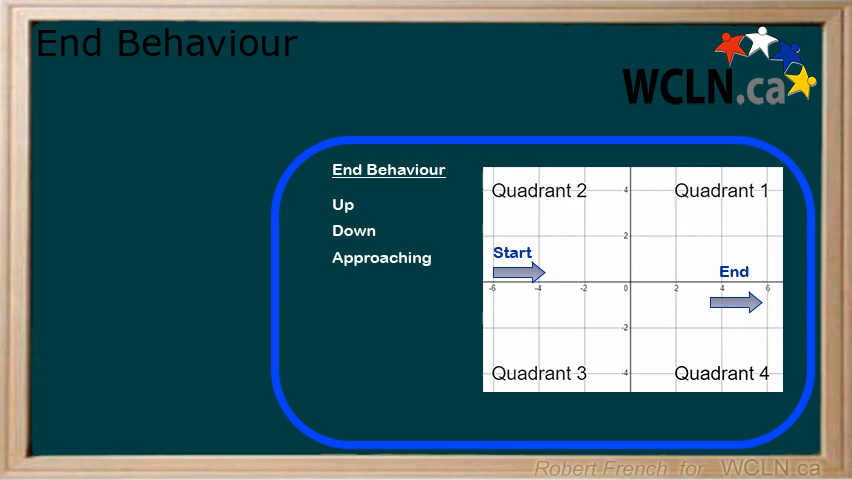 End Behaviour
WCLN.ca
End Behaviour
Up
Down
Approaching
Quadrant 2
Quadrant 1
4
2
Start
End
-6 -4 -2 0 2 4 6
-2
-4
Quadrant 3
Quadrant 4
Robert French for WCLN.ca